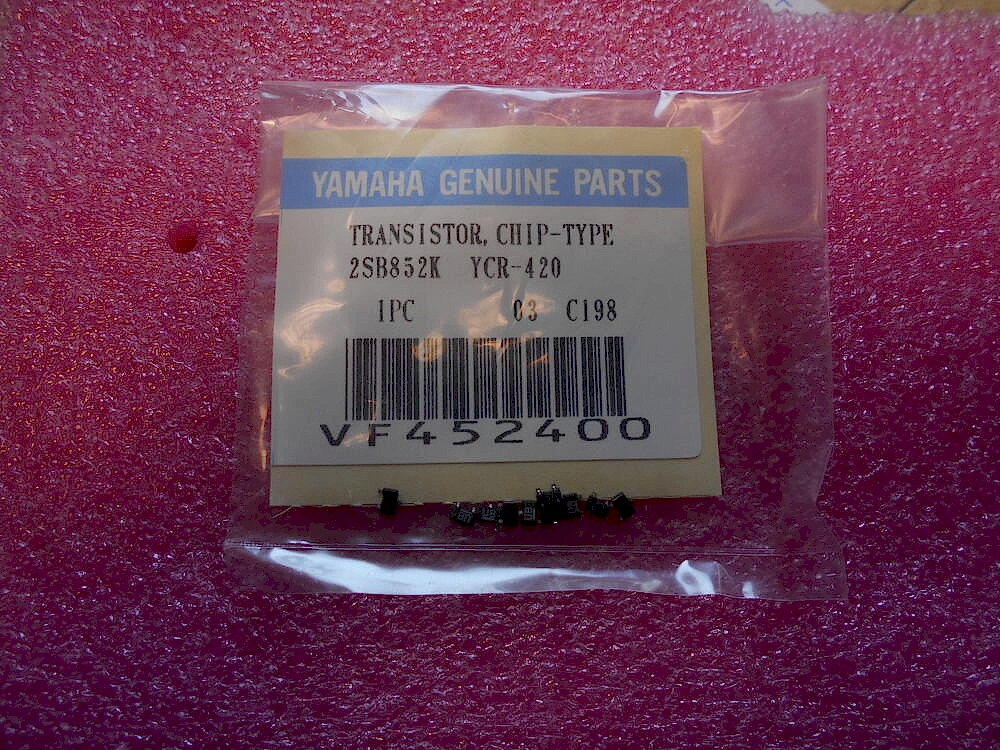 YAMAHA GENUINE PARTS
TRANSISTOR, CHIP-TYPE
2SB852K YCR-420
1PC 03 C198
VF452400